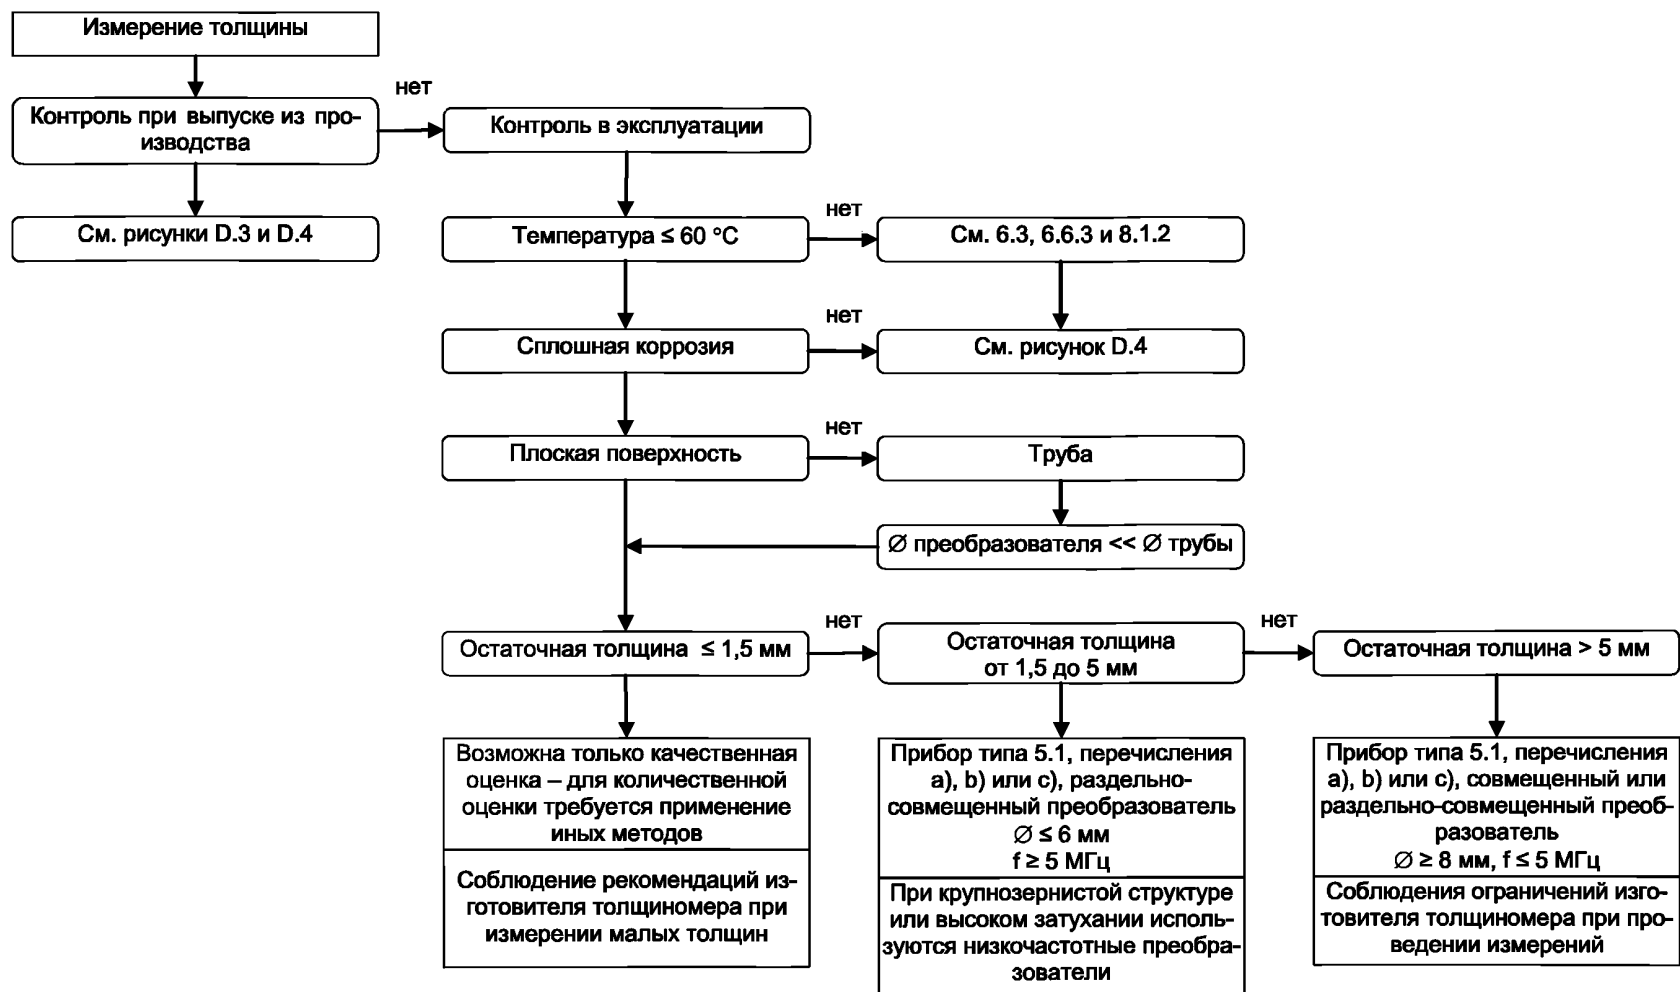 Измерение толщины
нет
Контроль при выпуске из про-
изводства
Контроль в эксплуатации
См. рисунки D.3 и D.4
нет
Температура ≤ 60 °C
См. 6.3, 6.6.3 и 8.1.2
нет
Сплошная коррозия
См. рисунок D.4
нет
Плоская поверхность
Труба
Ø преобразователя << Ø трубы
нет
нет
Остаточная толщина ≤ 1,5 мм
Остаточная толщина
от 1,5 до 5 мм
Остаточная толщина > 5 мм
Возможна только качественная
оценка – для количественной
оценки требуется применение
иных методов
Соблюдение рекомендаций из-
готовителя толщиномера при
измерении малых толщин
Прибор типа 5.1, перечисления
a), b) или c), раздельно-
совмещенный преобразователь
Ø ≤ 6 мм
f ≥ 5 МГц
При крупнозернистой структуре
или высоком затухании исполь-
зуются низкочастотные преобра-
зователи
Прибор типа 5.1, перечисления
a), b) или c), совмещенный или
раздельно-совмещенный преоб-
разователь
Ø ≥ 8 мм, f ≤ 5 МГц
Соблюдения ограничений изго-
товителя толщиномера при про-
ведении измерений